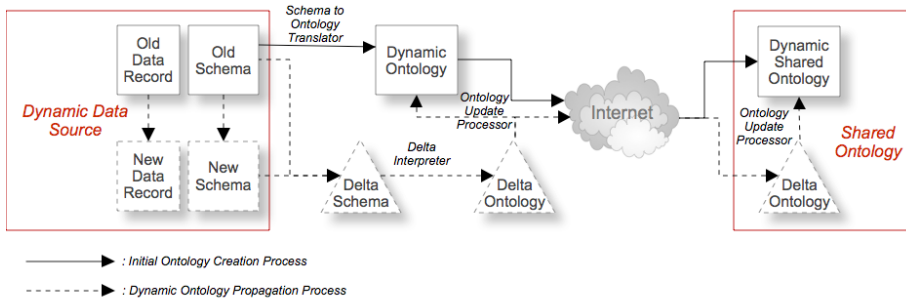 Schema to
Ontology
Translator
Old
Data
Record
Old
Schema
Dynamic
Ontology
Dynamic
Shared
Ontology
Dynamic Data
Source
Ontology
Update
Processor
Internet
Ontology
Update
Processor
Shared
Ontology
New
Data
Record
New
Schema
Delta
Interpreter
Delta
Schema
Delta
Ontology
Delta
Ontology
: Initial Ontology Creation Process
: Dynamic Ontology Propagation Process